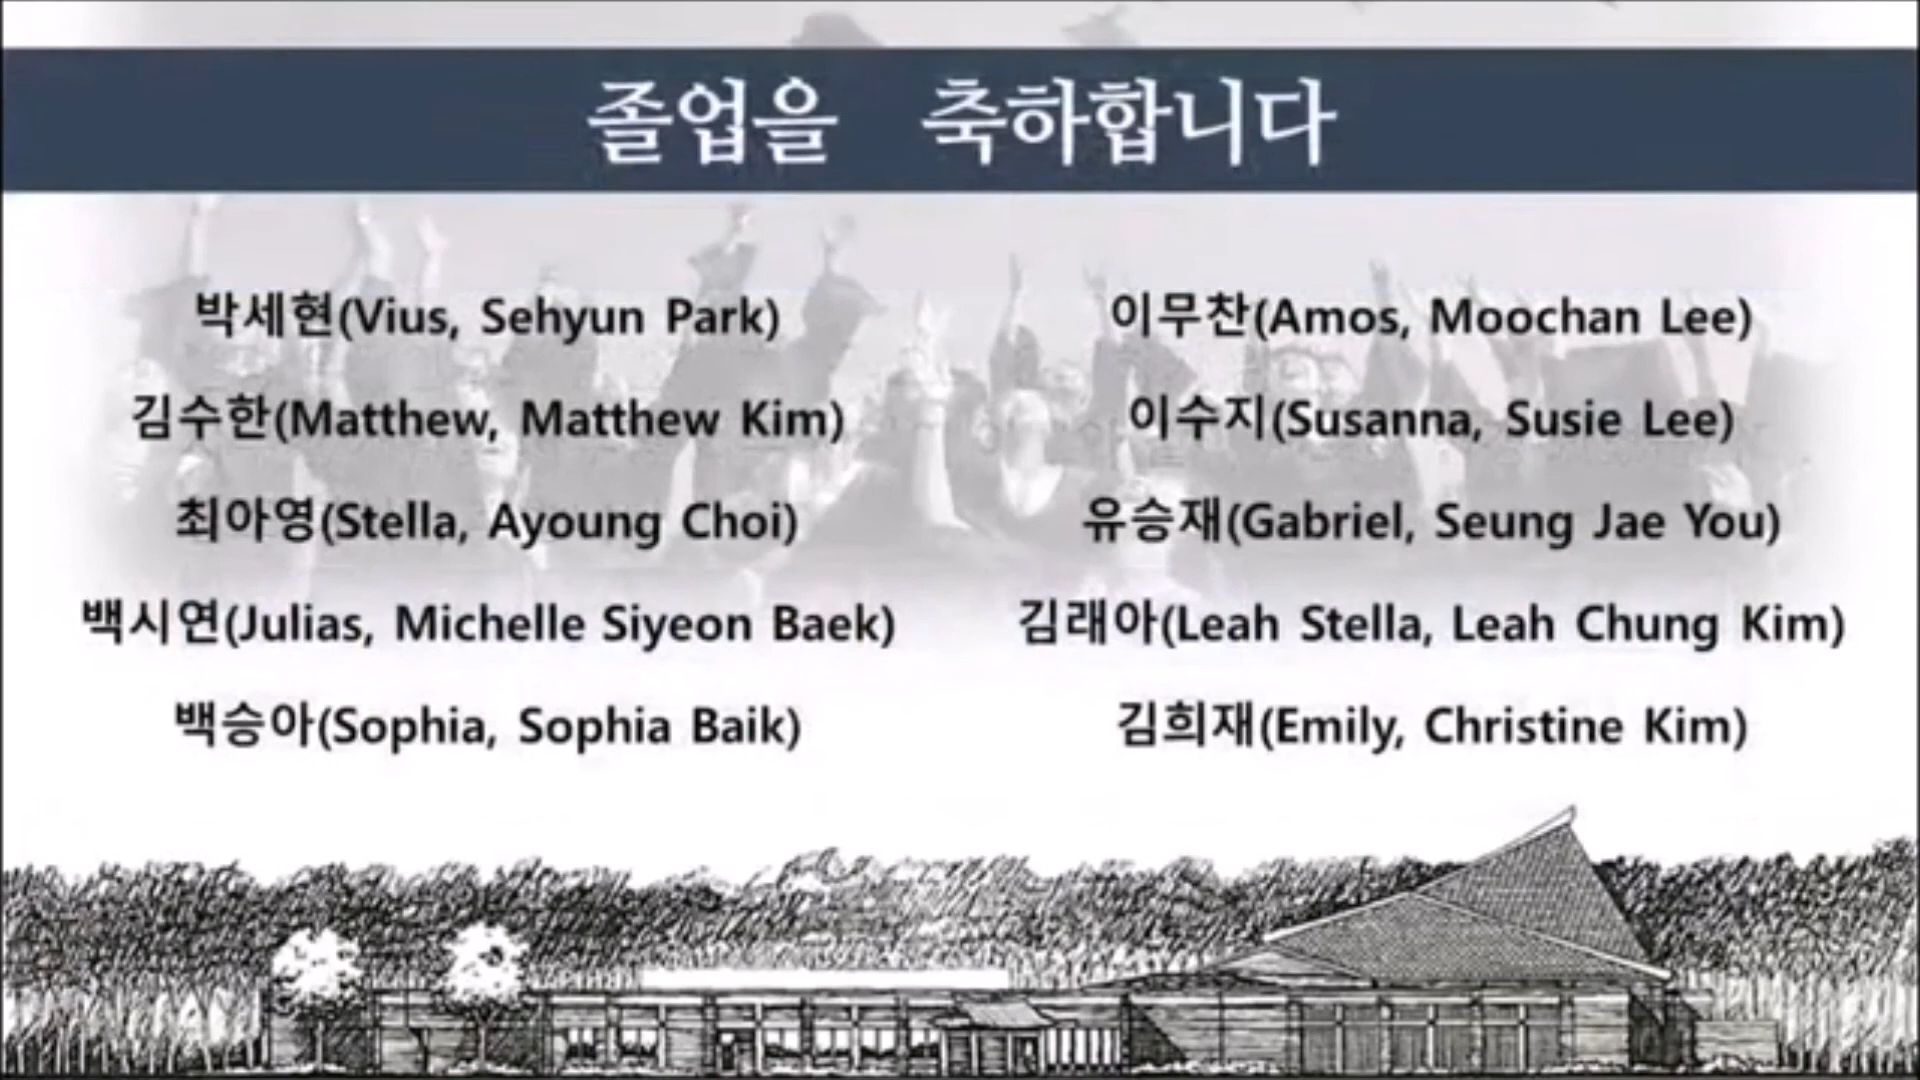 졸업을 축하합니다
박세현(Vius, Sehyun Park)
김수한(Matthew, Matthew Kim)
최아영(Stella, Ayoung Choi)
백시연(Julias, Michelle Siyeon Baek)
백승아(Sophia, Sophia Baik)
이무찬(Amos, Moochan Lee)
이수지(Susanna, Susie Lee)
유승재(Gabriel, Seung Jae You)
김래아(Leah Stella, Leah Chung Kim)
김희재(Emily, Christine Kim)